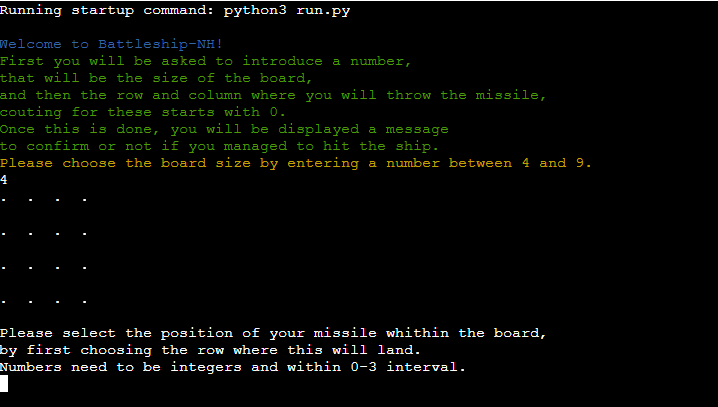 Running startup command: python3 run.py
Welcome to Battleship-NH!
First you will be asked to introduce a number,
that will be the size of the board,
and then the row and column where you will throw the missile,
couting for these starts with 0.
Once this is done, you will be displayed a message
to confirm or not if you managed to hit the ship.
Please choose the board size by entering a number between 4 and 9.
4
. . . .
. . . .
. . . .
. . . .
Please select the position of your missile whithin the board,
by first choosing the row where this will land.
Numbers need to be integers and within 0-3 interval.